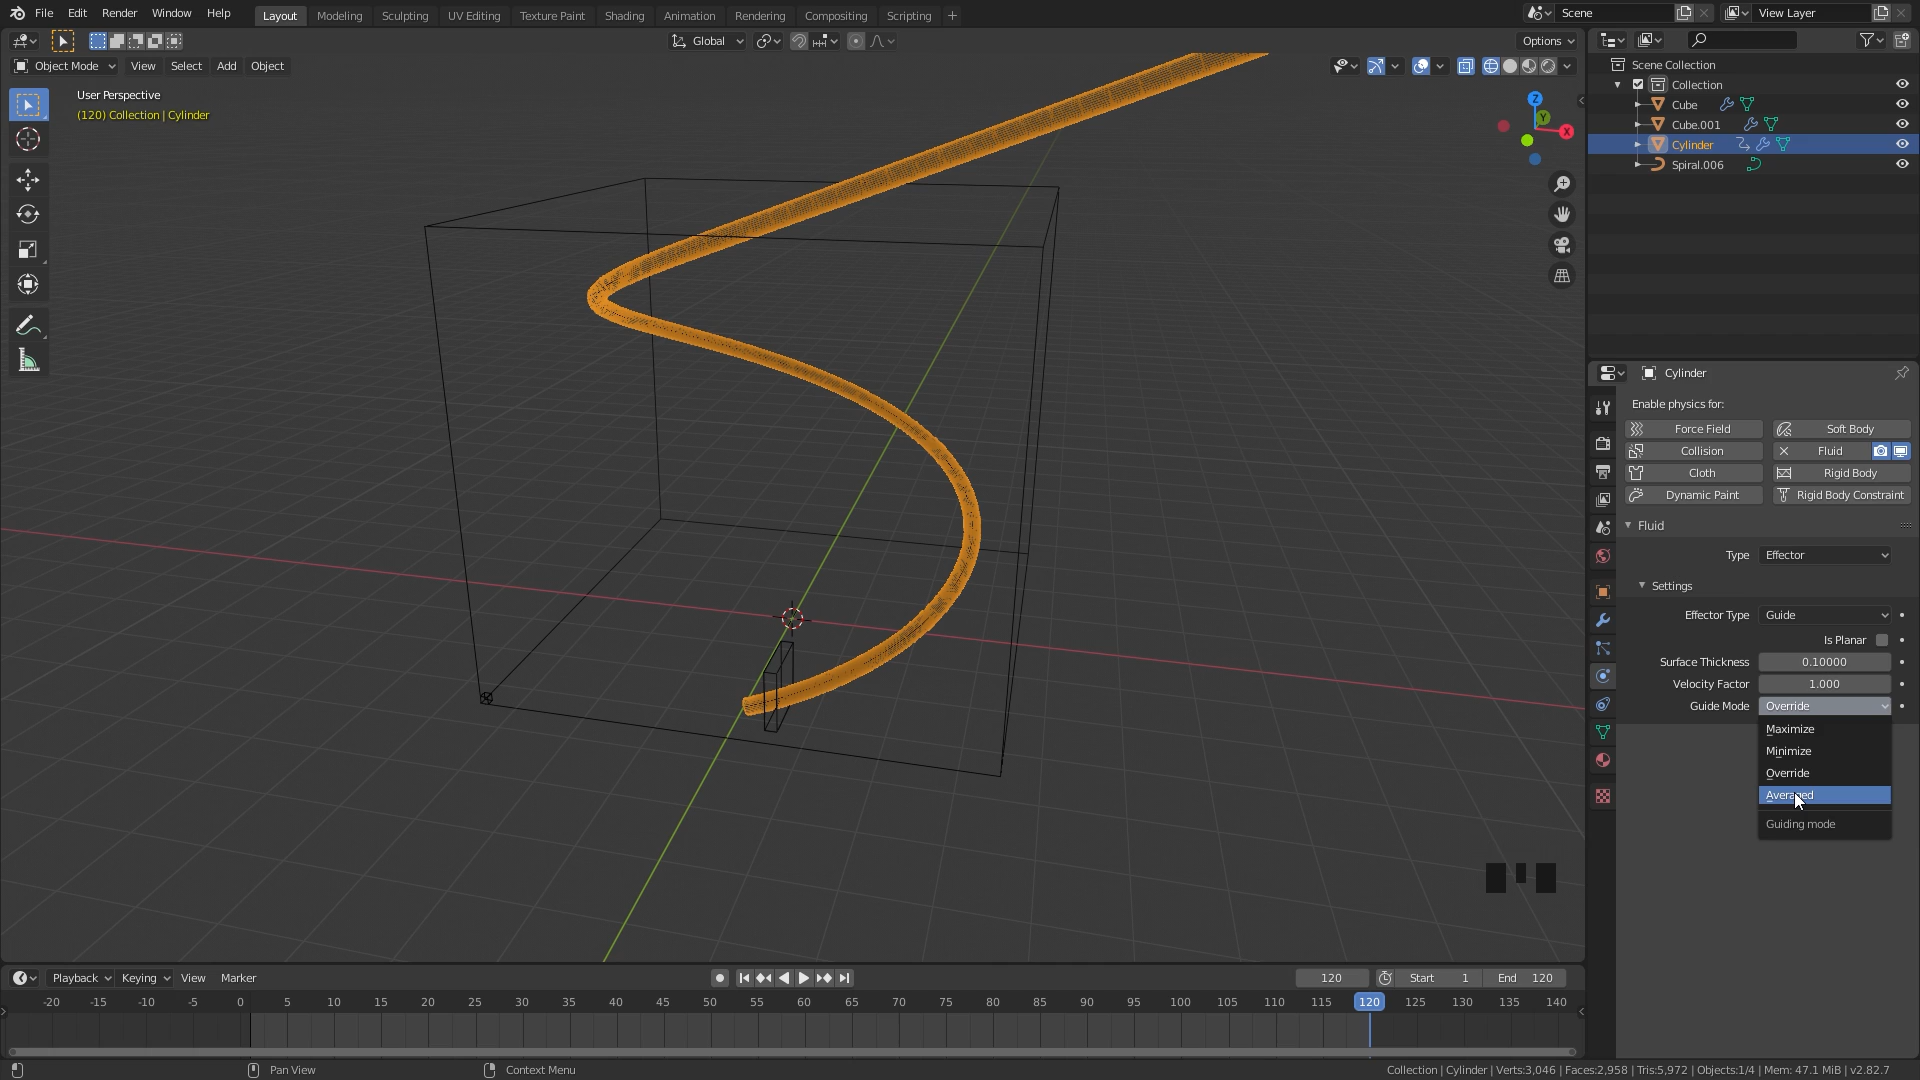 File Edit Render Window Help Layout Modeling Sculpting UV Editing Texture Paint Shading Animation Rendering Compositing Scripting + Scene View Layer
Global Options
Object Mode View Select Add Object
User Perspective
(120) Collection | Cylinder
Z
Y
X
Scene Collection
Collection
Cube
Cube.001
Cylinder
Spiral.006
Cylinder
Enable physics for:
Force Field Soft Body
Collision Fluid
Cloth Rigid Body
Dynamic Paint Rigid Body Constraint
Fluid
Type Effector
Settings
Effector Type Guide
Is Planar
Surface Thickness 0.10000
Velocity Factor 1.000
Guide Mode Override
Maximize
Minimize
Override
Averaged
Guiding mode
Playback Keying View Marker 120 Start 1 End 120
-20 -15 -10 -5 0 5 10 15 20 25 30 35 40 45 50 55 60 65 70 75 80 85 90 95 100 105 110 115 120 125 130 135 140
Pan View Context Menu Collection | Cylinder | Verts:3,046 | Faces:2,958 | Tris:5,972 | Objects:1/4 | Mem: 47.1 MiB | v2.82.7